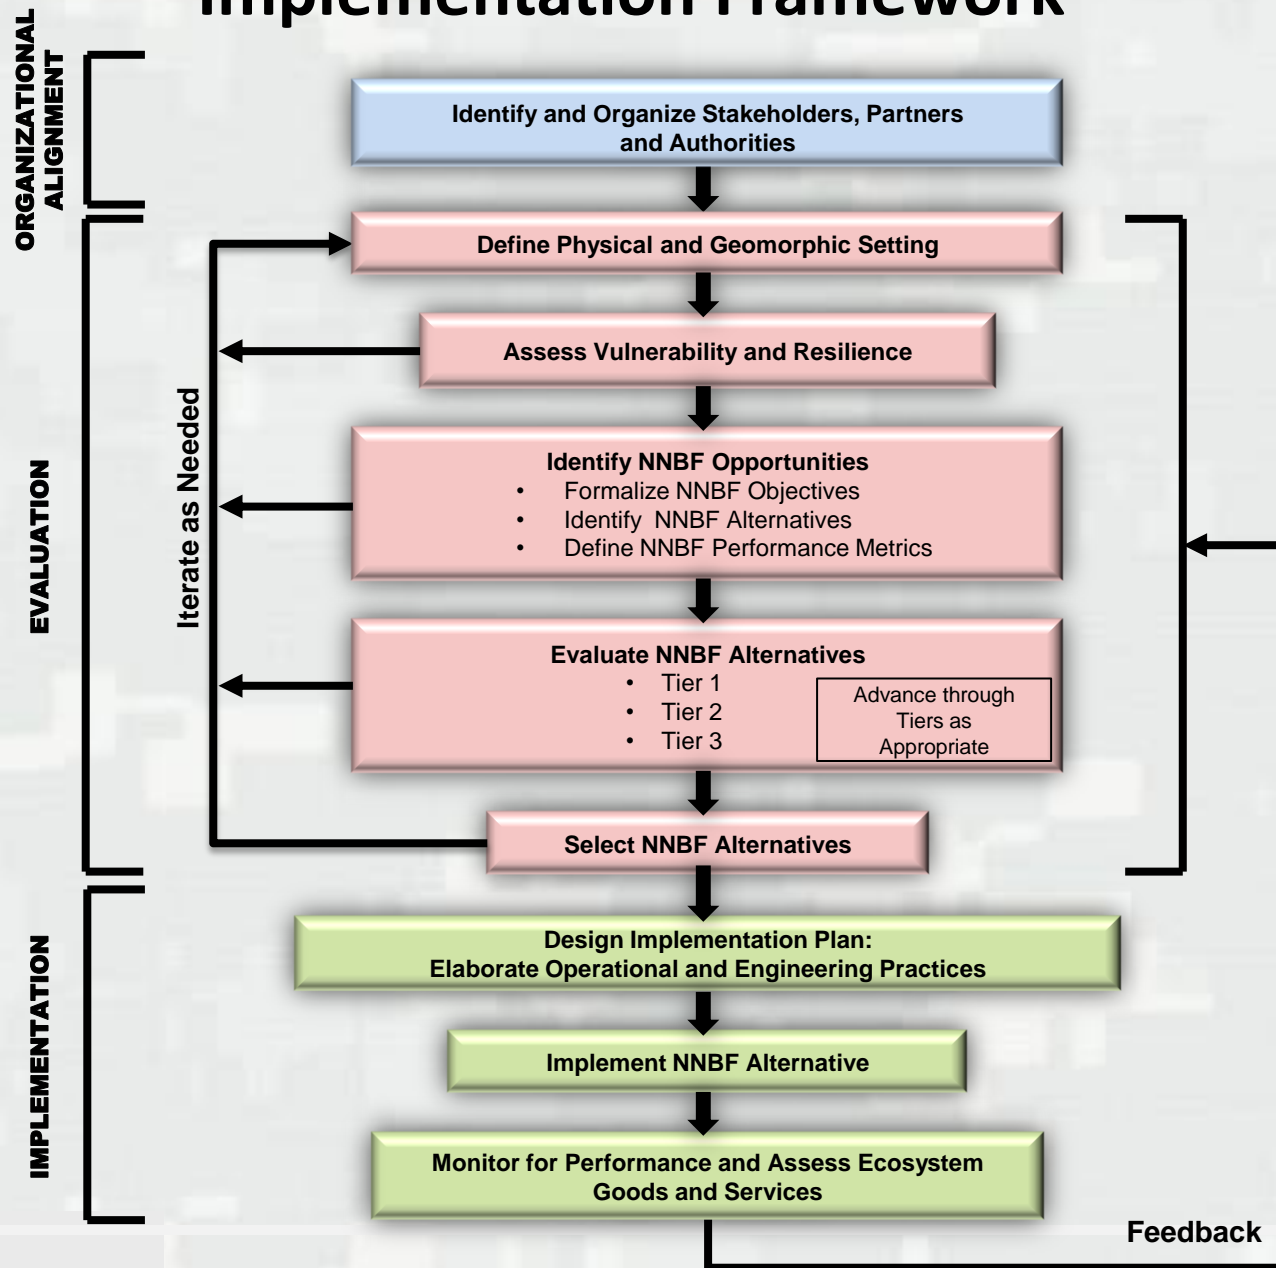 Implementation Framework
ORGANIZATIONAL
ALIGNMENT
Identify and Organize Stakeholders, Partners
and Authorities
EVALUATION
Iterate as Needed
Define Physical and Geomorphic Setting
Assess Vulnerability and Resilience
Identify NNBF Opportunities
• Formalize NNBF Objectives
• Identify NNBF Alternatives
• Define NNBF Performance Metrics
Evaluate NNBF Alternatives
• Tier 1
• Tier 2
• Tier 3
Advance through
Tiers as
Appropriate
Select NNBF Alternatives
IMPLEMENTATION
Design Implementation Plan:
Elaborate Operational and Engineering Practices
Implement NNBF Alternative
Monitor for Performance and Assess Ecosystem
Goods and Services
Feedback